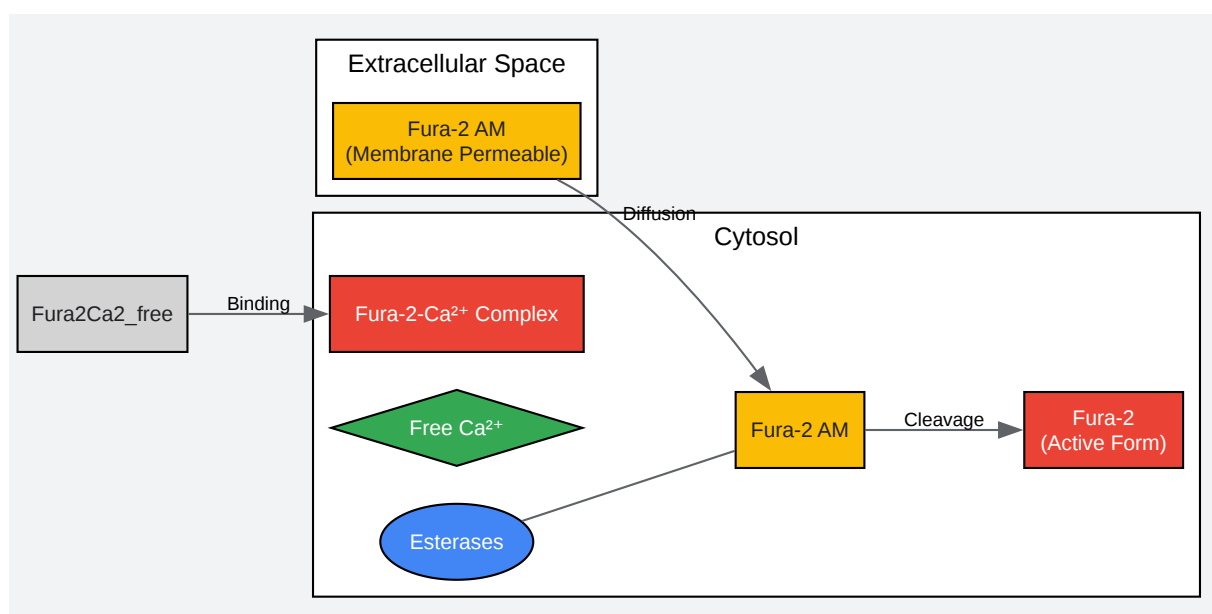 Extracellular Space
Fura-2 AM
(Membrane Permeable)
Diffusion
Cytosol
Fura2Ca2_free
Binding
Fura-2-Ca²⁺ Complex
Free Ca²⁺
Fura-2 AM
Cleavage
Fura-2
(Active Form)
Esterases